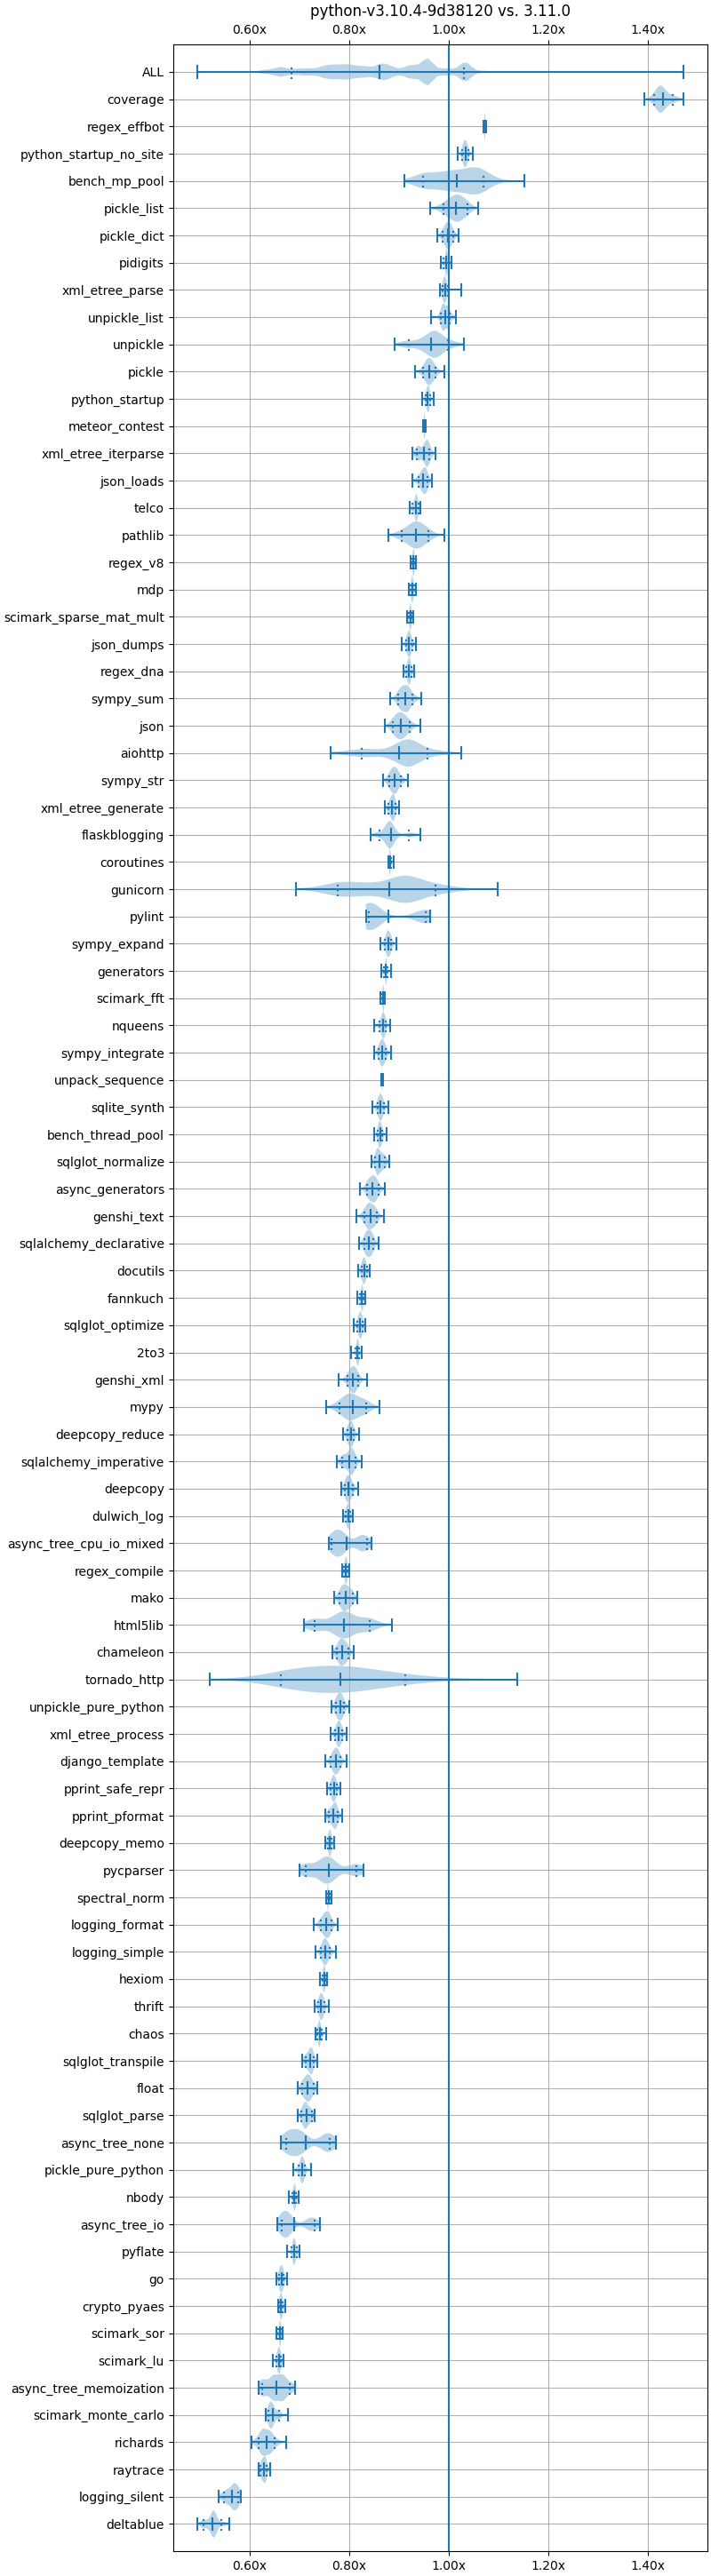 python-v3.10.4-9d38120 vs. 3.11.0
0.60x 0.80x 1.00x 1.20x 1.40x
ALL
coverage
regex_effbot
python_startup_no_site
bench_mp_pool
pickle_list
pickle_dict
pidigits
xml_etree_parse
unpickle_list
unpickle
pickle
python_startup
meteor_contest
xml_etree_iterparse
json_loads
telco
pathlib
regex_v8
mdp
scimark_sparse_mat_mult
json_dumps
regex_dna
sympy_sum
json
aiohttp
sympy_str
xml_etree_generate
flaskblogging
coroutines
gunicorn
pylint
sympy_expand
generators
scimark_fft
nqueens
sympy_integrate
unpack_sequence
sqlite_synth
bench_thread_pool
sqlglot_normalize
async_generators
genshi_text
sqlalchemy_declarative
docutils
fannkuch
sqlglot_optimize
2to3
genshi_xml
mypy
deepcopy_reduce
sqlalchemy_imperative
deepcopy
dulwich_log
async_tree_cpu_io_mixed
regex_compile
mako
html5lib
chameleon
tornado_http
unpickle_pure_python
xml_etree_process
django_template
pprint_safe_repr
pprint_pformat
deepcopy_memo
pycparser
spectral_norm
logging_format
logging_simple
hexiom
thrift
chaos
sqlglot_transpile
float
sqlglot_parse
async_tree_none
pickle_pure_python
nbody
async_tree_io
pyflate
go
crypto_pyaes
scimark_sor
scimark_lu
async_tree_memoization
scimark_monte_carlo
richards
raytrace
logging_silent
deltablue
0.60x 0.80x 1.00x 1.20x 1.40x